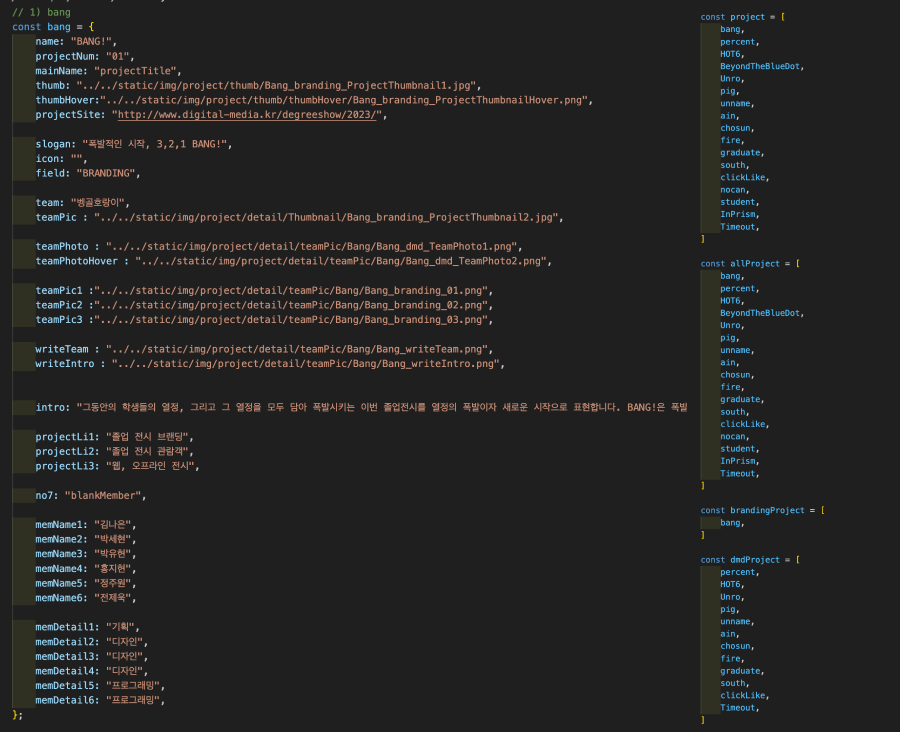 // 1) bang
const bang = {
name: "BANG!",
projectNum: "01",
mainName: "projectTitle",
thumb: "../../static/img/project/thumb/Bang_branding_ProjectThumbnail1.jpg",
thumbHover:"../../static/img/project/thumb/thumbHover/Bang_branding_ProjectThumbnailHover.png",
projectSite: "http://www.digital-media.kr/degreeshow/2023/",
slogan: "폭발적인 시작, 3,2,1 BANG!",
icon: "",
field: "BRANDING",
team: "벵골호랑이",
teamPic : "../../static/img/project/detail/Thumbnail/Bang_branding_ProjectThumbnail2.jpg",
teamPhoto : "../../static/img/project/detail/teamPic/Bang/Bang_dmd_TeamPhoto1.png",
teamPhotoHover : "../../static/img/project/detail/teamPic/Bang/Bang_dmd_TeamPhoto2.png",
teamPic1 :"../../static/img/project/detail/teamPic/Bang/Bang_branding_01.png",
teamPic2 :"../../static/img/project/detail/teamPic/Bang/Bang_branding_02.png",
teamPic3 :"../../static/img/project/detail/teamPic/Bang/Bang_branding_03.png",
writeTeam : "../../static/img/project/detail/teamPic/Bang/Bang_writeTeam.png",
writeIntro : "../../static/img/project/detail/teamPic/Bang/Bang_writeIntro.png",
intro: "그동안의 학생들의 열정, 그리고 그 열정을 모두 담아 폭발시키는 이번 졸업전시를 열정의 폭발이자 새로운 시작으로 표현합니다. BANG!은 폭발
projectLi1: "졸업 전시 브랜딩",
projectLi2: "졸업 전시 관람객",
projectLi3: "웹, 오프라인 전시",
no7: "blankMember",
memName1: "김나은",
memName2: "박세현",
memName3: "박유현",
memName4: "홍지현",
memName5: "정주원",
memName6: "전제욱",
memDetail1: "기획",
memDetail2: "디자인",
memDetail3: "디자인",
memDetail4: "디자인",
memDetail5: "프로그래밍",
memDetail6: "프로그래밍",
};
const project = [
bang,
percent,
HOT6,
BeyondTheBlueDot,
Unro,
pig,
unname,
ain,
chosun,
fire,
graduate,
south,
clickLike,
nocan,
student,
InPrism,
Timeout,
]
const allProject = [
bang,
percent,
HOT6,
BeyondTheBlueDot,
Unro,
pig,
unname,
ain,
chosun,
fire,
graduate,
south,
clickLike,
nocan,
student,
InPrism,
Timeout,
]
const brandingProject = [
bang,
]
const dmdProject = [
percent,
HOT6,
Unro,
pig,
unname,
ain,
chosun,
fire,
graduate,
south,
clickLike,
Timeout,
]